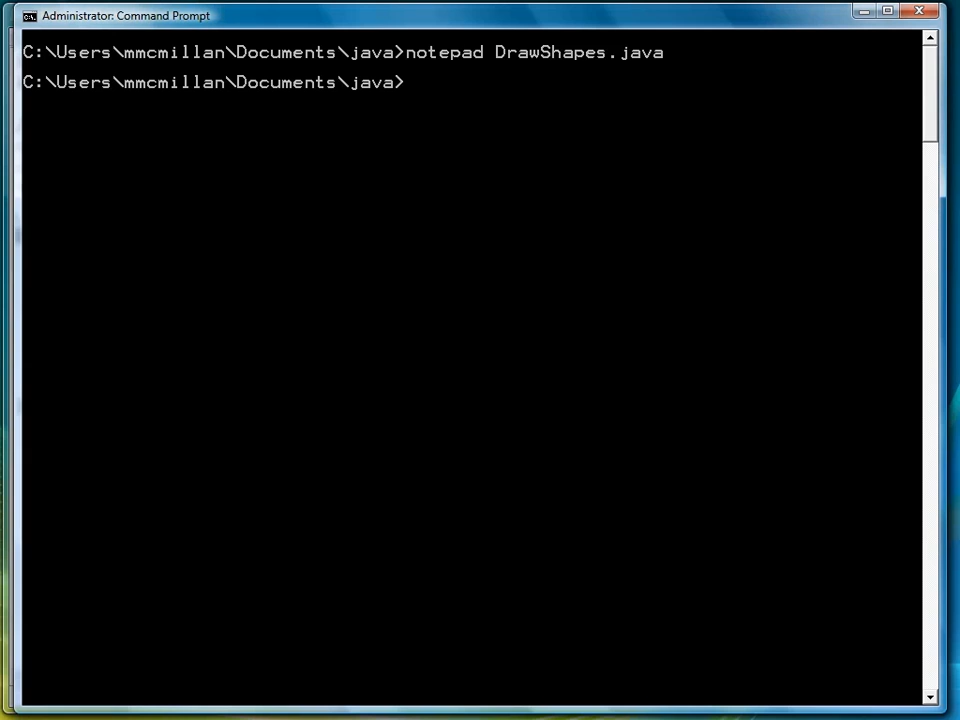 Administrator: Command Prompt
C:\Users\mmcmillan\Documents\java>notepad DrawShapes.java
C:\Users\mmcmillan\Documents\java>